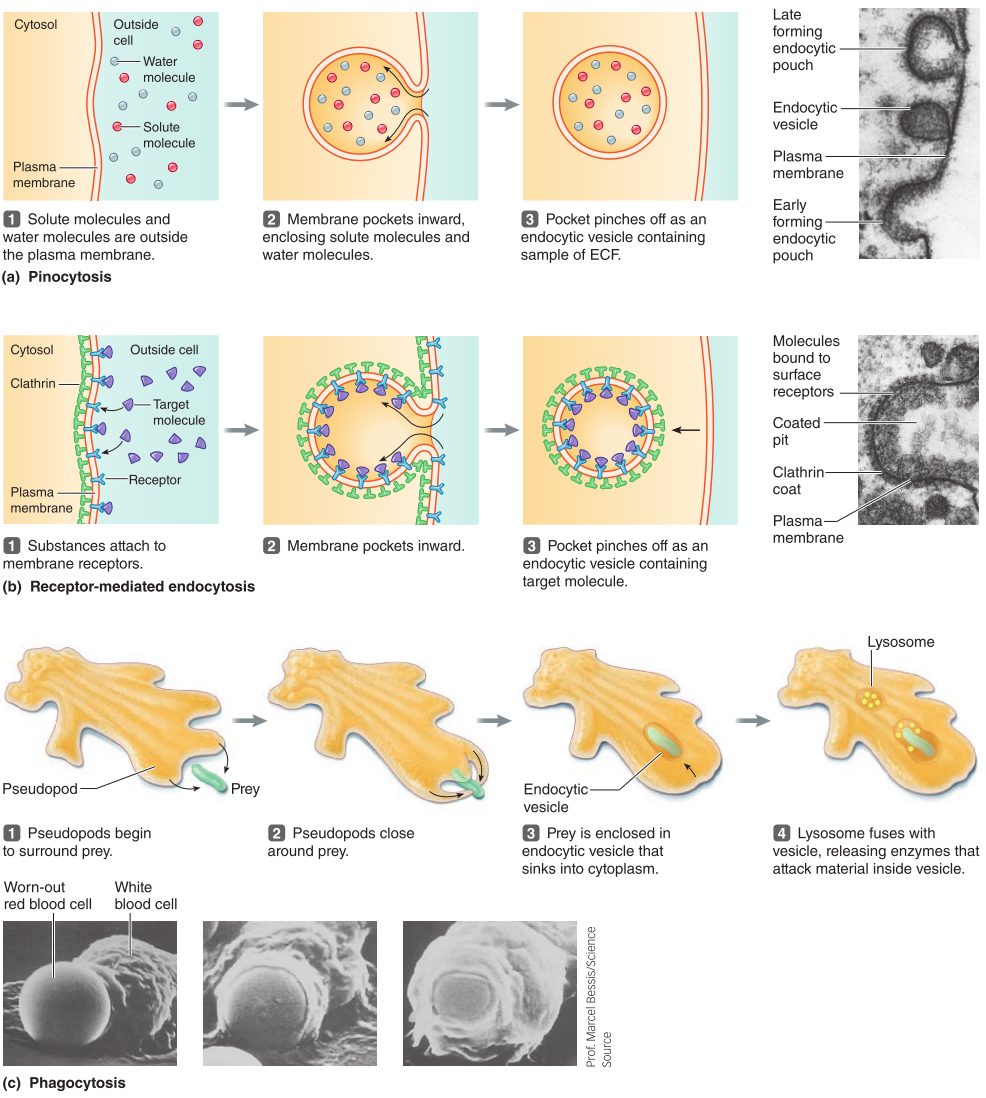 Cytosol
Outside
cell
Water
molecule
Solute
molecule
Plasma
membrane
1 Solute molecules and
water molecules are outside
the plasma membrane.
2 Membrane pockets inward,
enclosing solute molecules and
water molecules.
3 Pocket pinches off as an
endocytic vesicle containing
sample of ECF.
Late
forming
endocytic
pouch
Endocytic
vesicle
Plasma
membrane
Early
forming
endocytic
pouch
(a) Pinocytosis
Cytosol
Outside cell
Clathrin
Target
molecule
Receptor
Plasma
membrane
1 Substances attach to
membrane receptors.
2 Membrane pockets inward.
3 Pocket pinches off as an
endocytic vesicle containing
target molecule.
Molecules
bound to
surface
receptors
Coated
pit
Clathrin
coat
Plasma
membrane
(b) Receptor-mediated endocytosis
Pseudopod
Prey
Endocytic
vesicle
Lysosome
1 Pseudopods begin
to surround prey.
2 Pseudopods close
around prey.
3 Prey is enclosed in
endocytic vesicle that
sinks into cytoplasm.
4 Lysosome fuses with
vesicle, releasing enzymes that
attack material inside vesicle.
Worn-out
red blood cell
White
blood cell
Prof. Marcel Bessis/Science
Source
(c) Phagocytosis